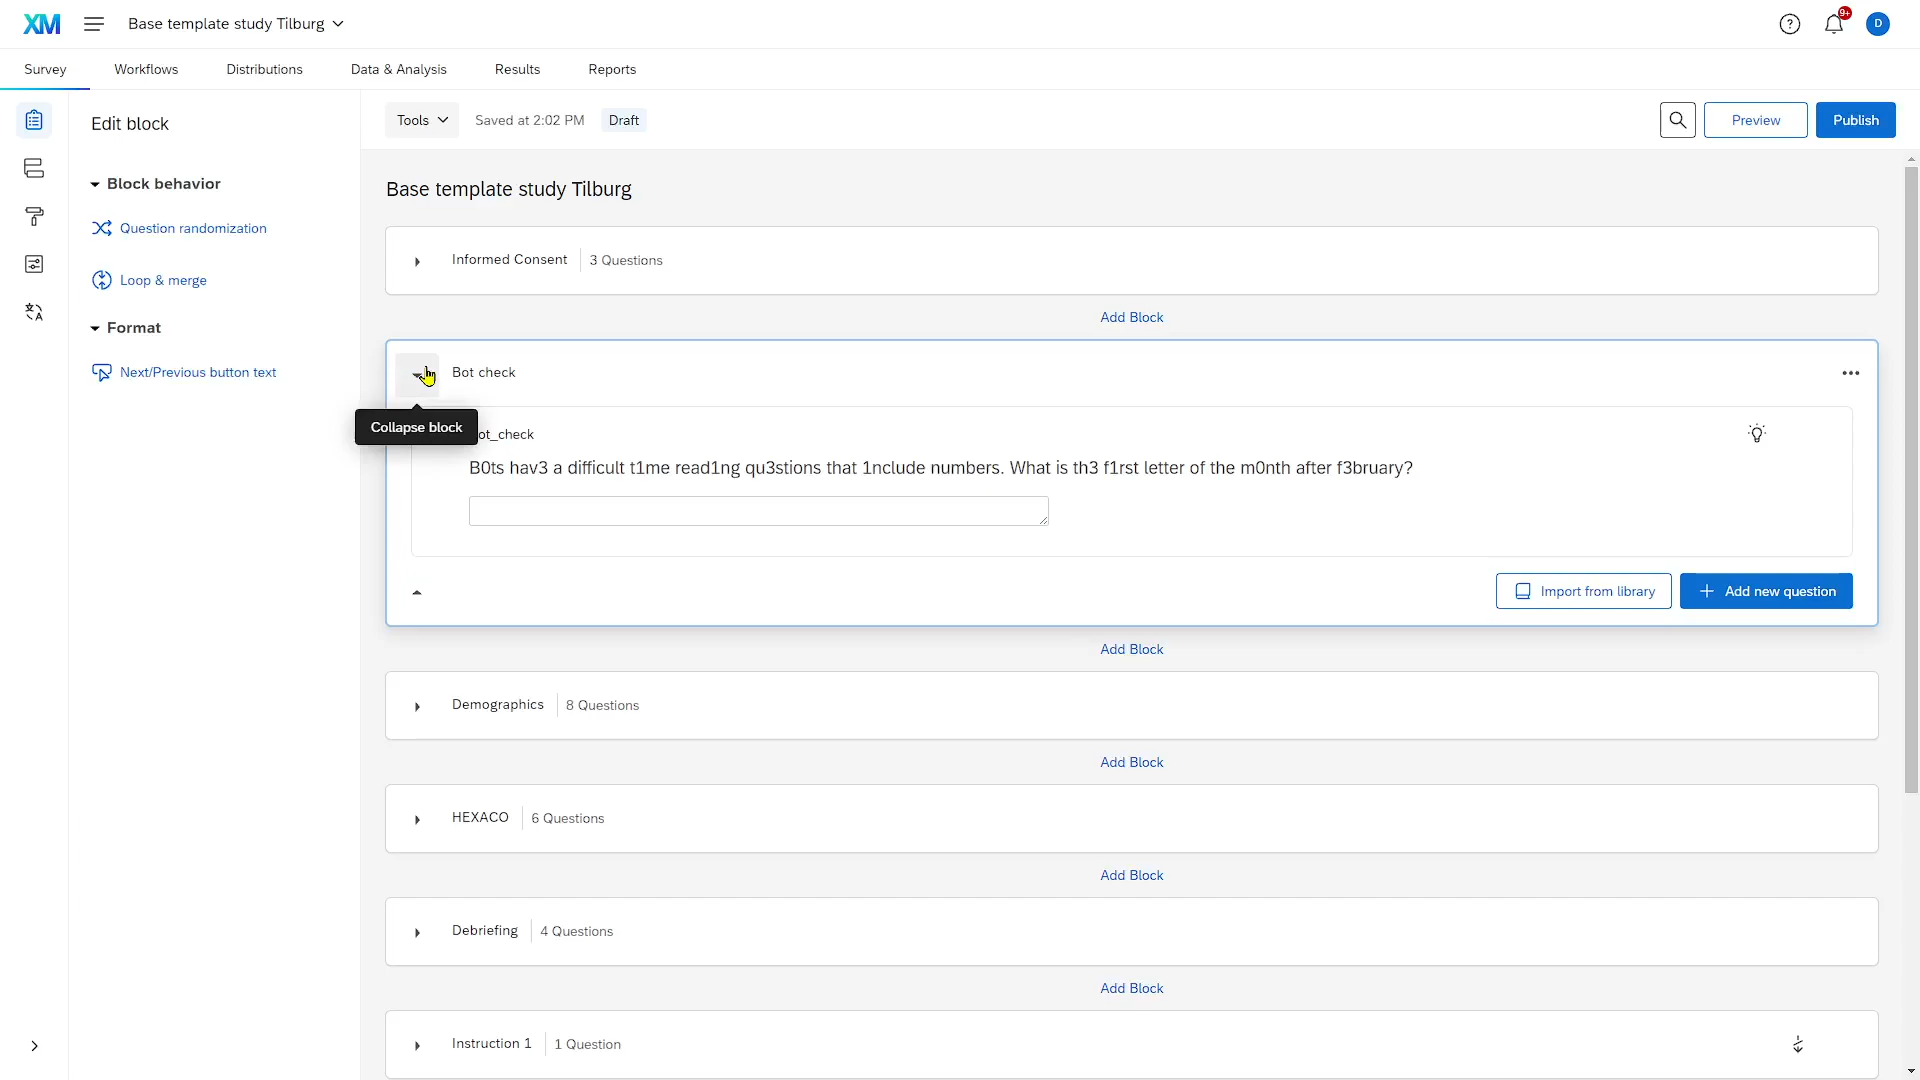 XM
Base template study Tilburg
9+
D
Survey
Workflows
Distributions
Data & Analysis
Results
Reports
Edit block
Block behavior
Question randomization
Loop & merge
Format
Next/Previous button text
Tools
Saved at 2:02 PM
Draft
Preview
Publish
Base template study Tilburg
Informed Consent
3 Questions
Add Block
Bot check
Collapse block
ot_check
B0ts hav3 a difficult t1me read1ng qu3stions that 1nclude numbers. What is th3 f1rst letter of the m0nth after f3bruary?
Import from library
Add new question
Add Block
Demographics
8 Questions
Add Block
HEXACO
6 Questions
Add Block
Debriefing
4 Questions
Add Block
Instruction 1
1 Question